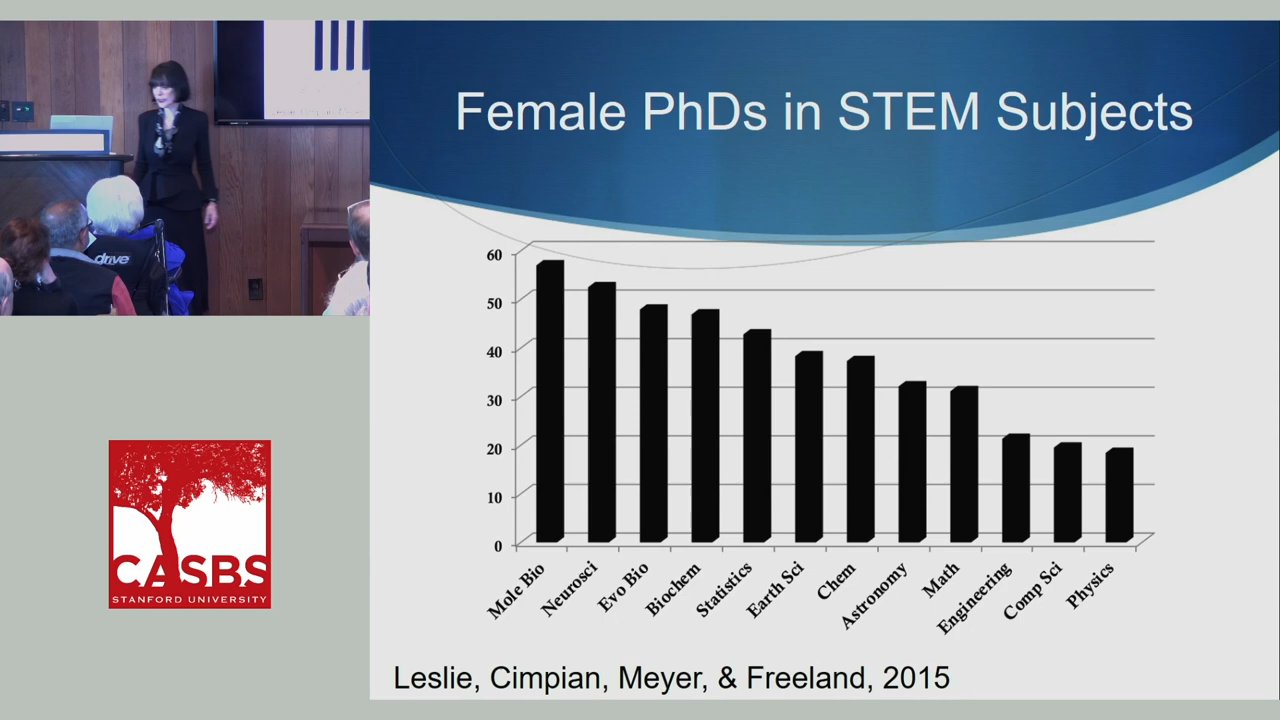 Female PhDs in STEM Subjects
60
50
40
30
20
10
0
Mole Bio
Neurosci
Evo Bio
Biochem
Statistics
Earth Sci
Chem
Astronomy
Math
Engineering
Comp Sci
Physics
Leslie, Cimpian, Meyer, & Freeland, 2015
drive
CASBS
STANFORD UNIVERSITY